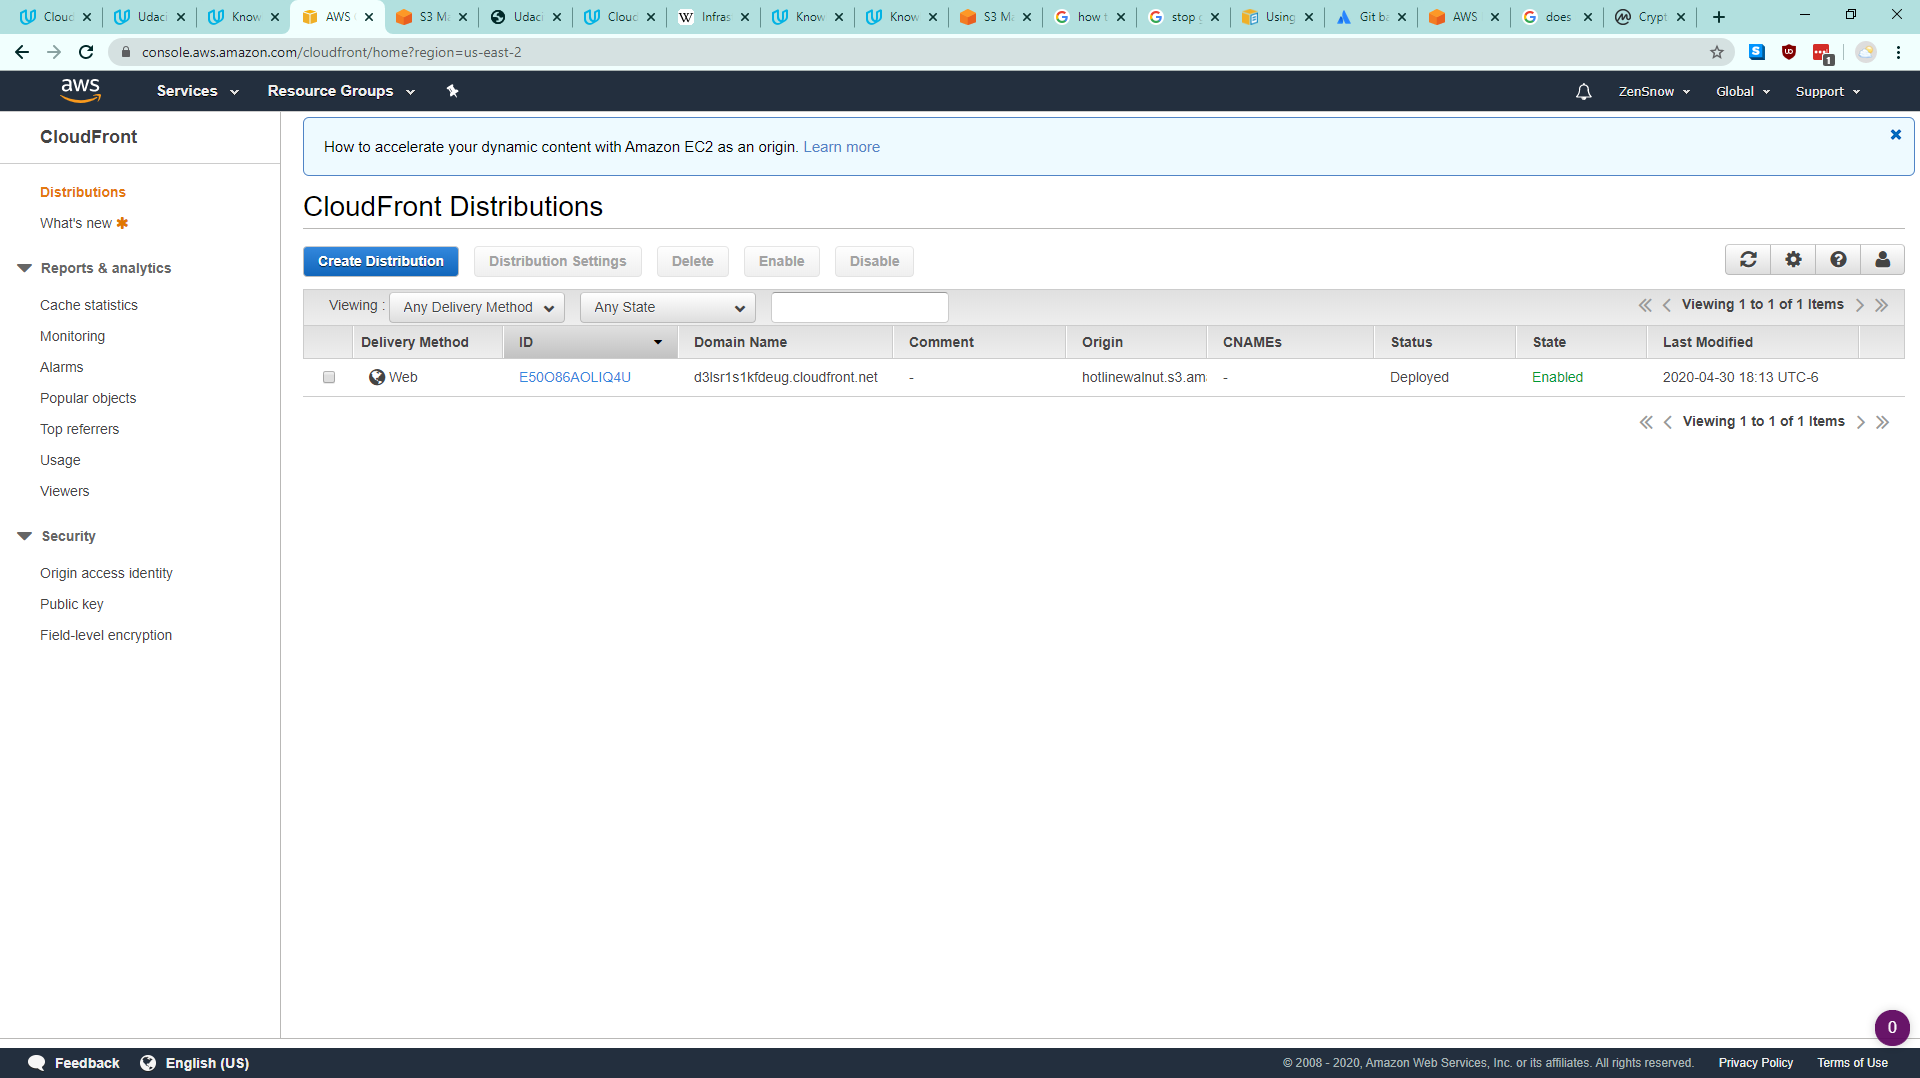 Cloud Udaci Know AWS S3 Ma Udaci Cloud Infras Know Know S3 Ma how t stop g Using Git ba AWS does Crypt
console.aws.amazon.com/cloudfront/home?region=us-east-2
aws Services Resource Groups ZenSnow Global Support
CloudFront
Distributions
What's new
Reports & analytics
Cache statistics
Monitoring
Alarms
Popular objects
Top referrers
Usage
Viewers
Security
Origin access identity
Public key
Field-level encryption
How to accelerate your dynamic content with Amazon EC2 as an origin. Learn more
CloudFront Distributions
Create Distribution Distribution Settings Delete Enable Disable
Viewing : Any Delivery Method Any State Viewing 1 to 1 of 1 Items
Delivery Method ID Domain Name Comment Origin CNAMEs Status State Last Modified
Web E50O86AOLIQ4U d3lsr1s1kfdeug.cloudfront.net - hotlinewalnut.s3.am - Deployed Enabled 2020-04-30 18:13 UTC-6
Viewing 1 to 1 of 1 Items
0
Feedback English (US) © 2008 - 2020, Amazon Web Services, Inc. or its affiliates. All rights reserved. Privacy Policy Terms of Use